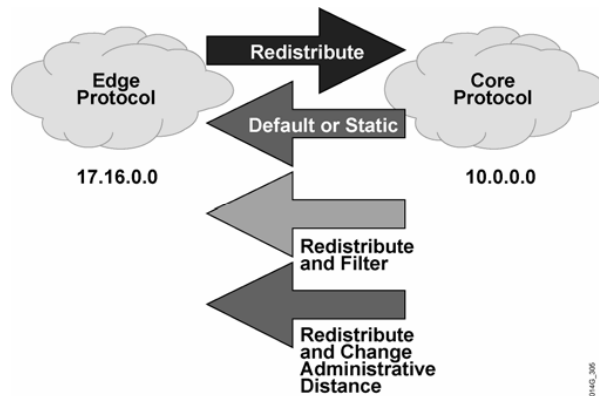 Redistribute
Edge
Protocol
Core
Protocol
Default or Static
17.16.0.0
10.0.0.0
Redistribute
and Filter
Redistribute
and Change
Administrative
Distance
014G_305